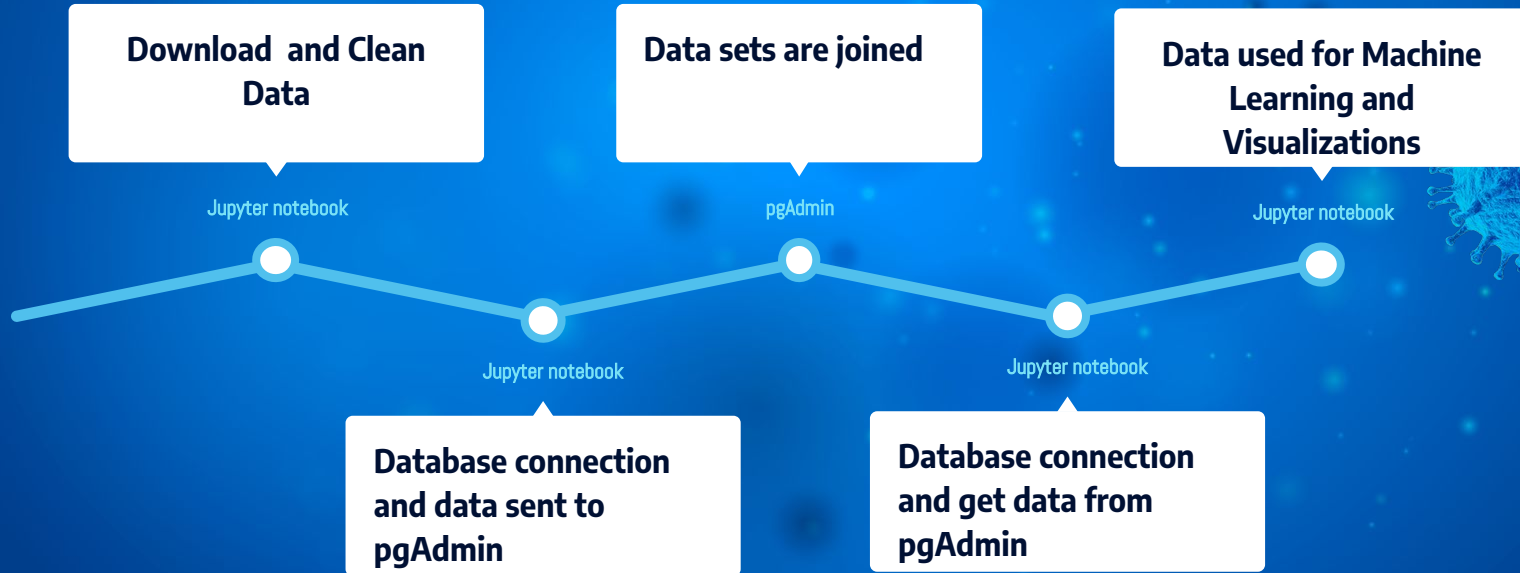 Download  and Clean
Data
Jupyter notebook
Jupyter notebook
Database connection
and data sent to
pgAdmin
Data sets are joined
pgAdmin
Jupyter notebook
Database connection
and get data from
pgAdmin
Data used for Machine
Learning and
Visualizations
Jupyter notebook